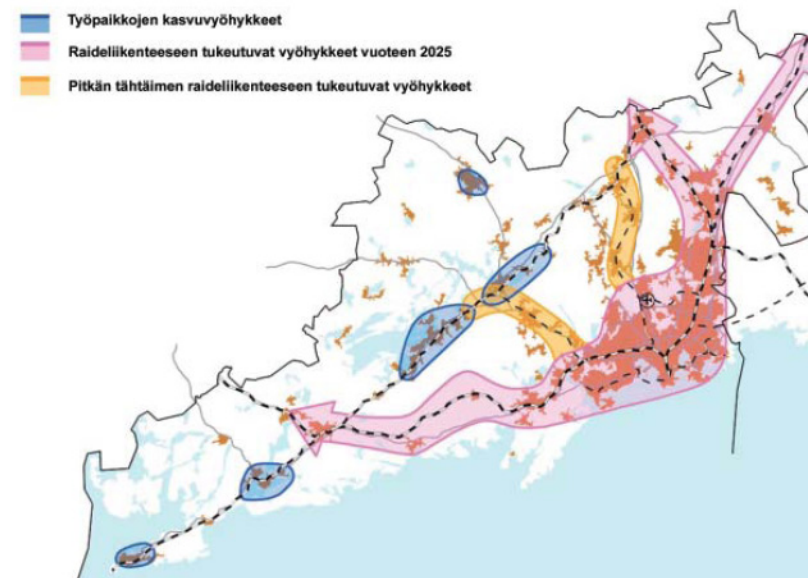 Työpaikkojen kasvuvyöhykkeet
Raideliikenteeseen tukeutuvat vyöhykkeet vuoteen 2025
Pitkän tähtäimen raideliikenteeseen tukeutuvat vyöhykkeet